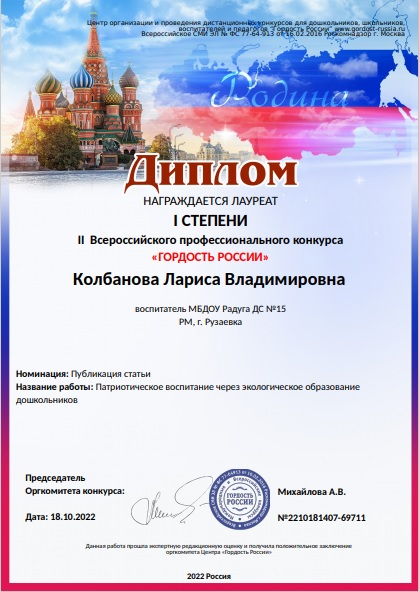 Центр организации и проведения дистанционных конкурсов для дошкольников, школьников,
воспитателей и педагогов "Гордость России" www.gordost-russia.ru
Всероссийское СМИ ЭЛ № ФС 77-64-913 от 16.02.2016 Роскомнадзор г. Москва
Родина
Диплом
НАГРАЖДАЕТСЯ ЛАУРЕАТ
I СТЕПЕНИ
II Всероссийского профессионального конкурса
«ГОРДОСТЬ РОССИИ»
Колбанова Лариса Владимировна
воспитатель МБДОУ Радуга ДС №15
РМ, г. Рузаевка
Номинация: Публикация статьи
Название работы: Патриотическое воспитание через экологическое образование
дошкольников
Председатель
Оргкомитета конкурса:
Михайлова А.В.
ГОРДОСТЬ
РОССИИ
Дата: 18.10.2022
№2210181407-69711
Данная работа прошла экспертную редакционную оценку и получила положительное заключение
оргкомитета Центра «Гордость России»
2022 Россия